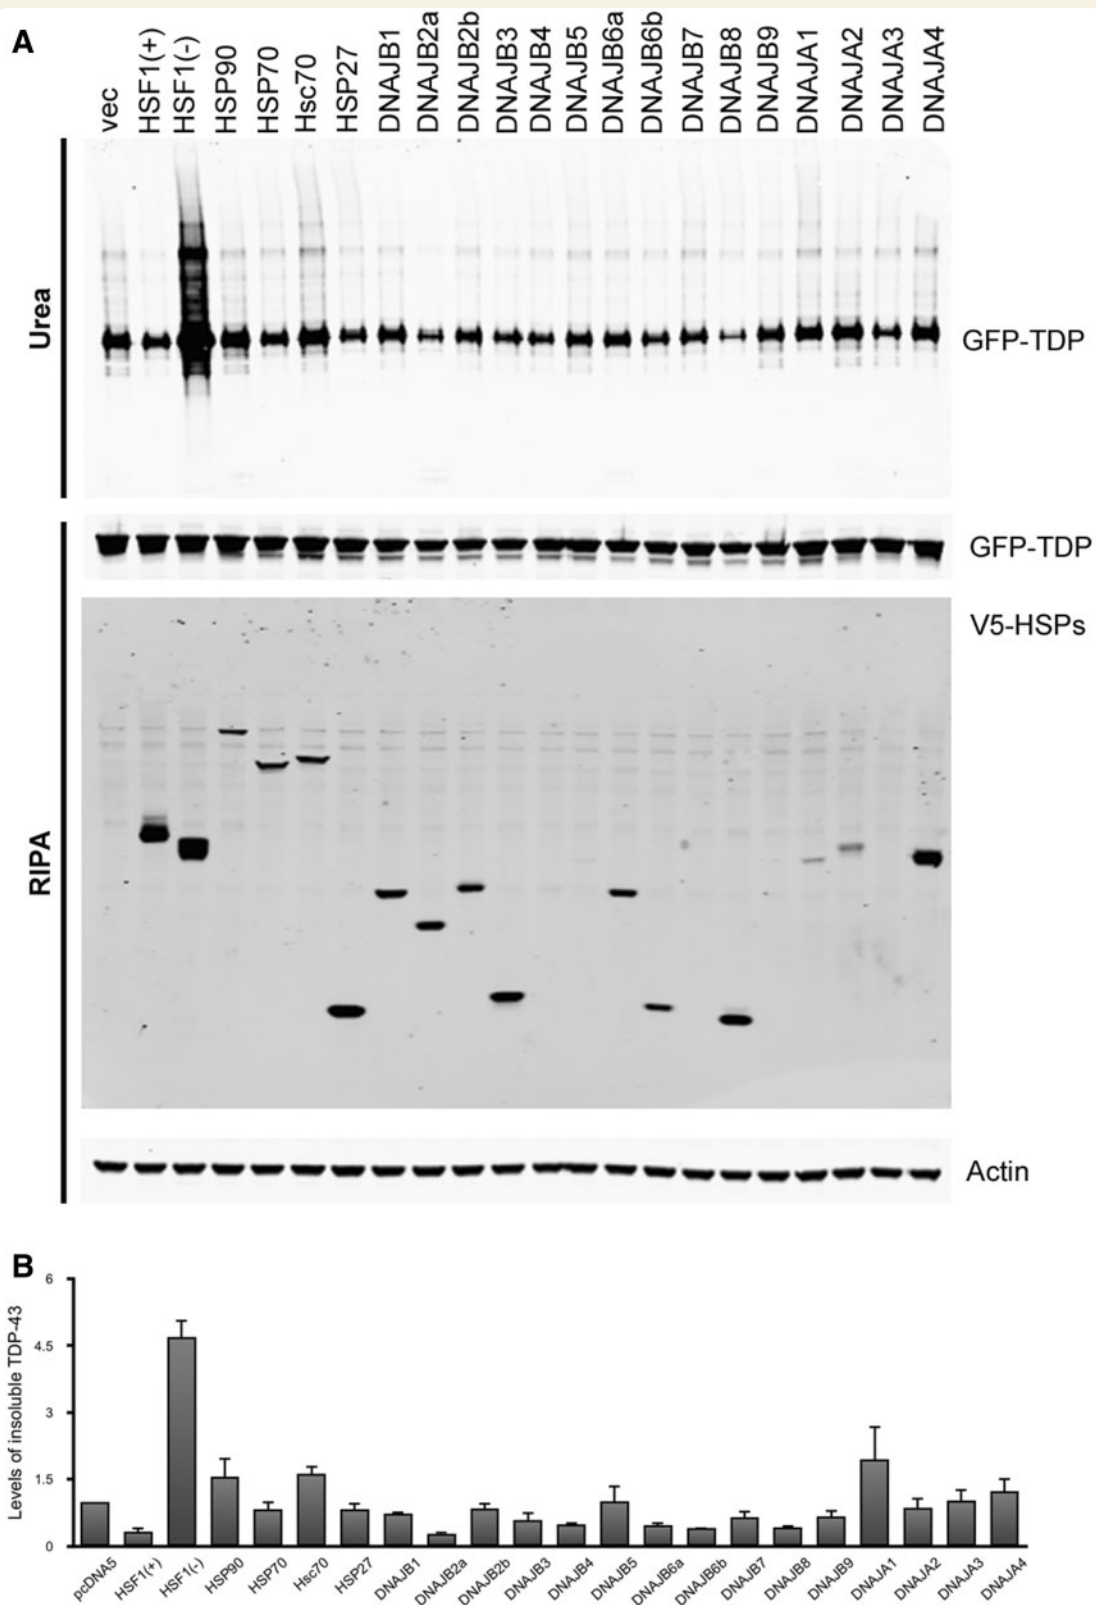 A
vec HSF1(+) HSF1(-) HSP90 HSP70 Hsc70 HSP27 DNAJB1 DNAJB2a DNAJB2b DNAJB3 DNAJB4 DNAJB5 DNAJB6a DNAJB6b DNAJB7 DNAJB8 DNAJB9 DNAJA1 DNAJA2 DNAJA3 DNAJA4
Urea
GFP-TDP
RIPA
GFP-TDP
V5-HSPs
Actin
B
Levels of insoluble TDP-43
6
4.5
3
1.5
0
pcDNA5 HSF1(+) HSF1(-) HSP90 HSP70 Hsc70 HSP27 DNAJB1 DNAJB2a DNAJB2b DNAJB3 DNAJB4 DNAJB5 DNAJB6a DNAJB6b DNAJB7 DNAJB8 DNAJB9 DNAJA1 DNAJA2 DNAJA3 DNAJA4